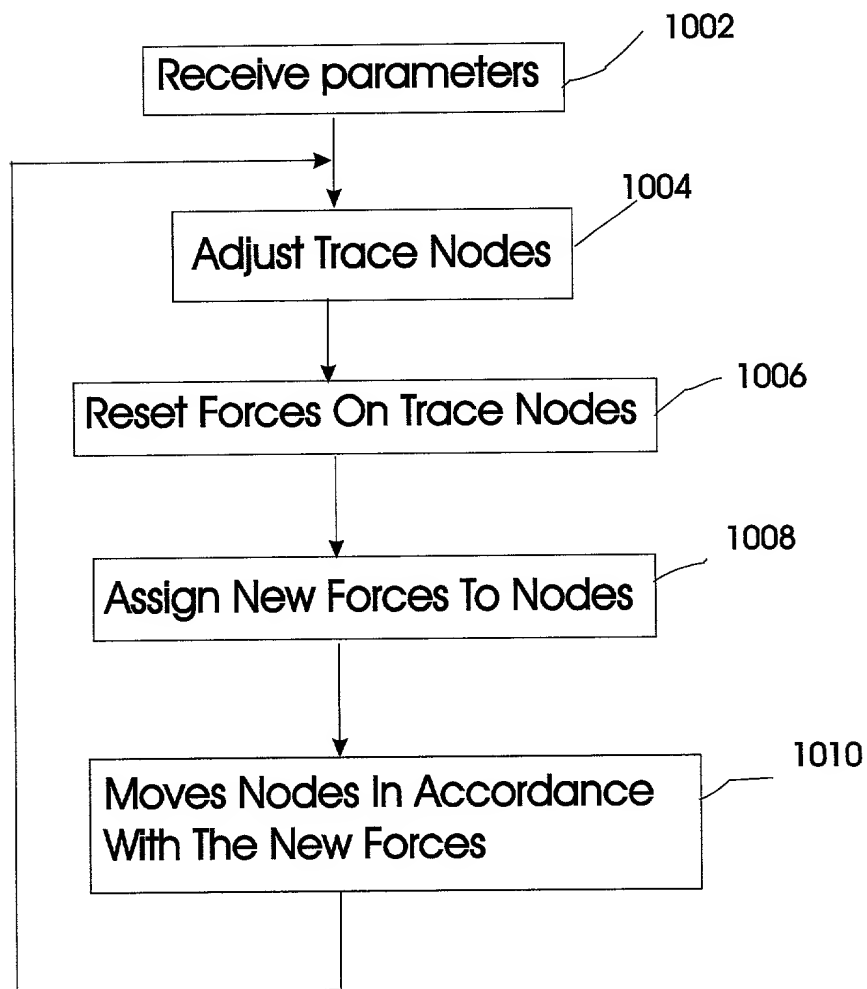 1002
Receive parameters
1004
Adjust Trace Nodes
1006
Reset Forces On Trace Nodes
1008
Assign New Forces To Nodes
1010
Moves Nodes In Accordance
With The New Forces